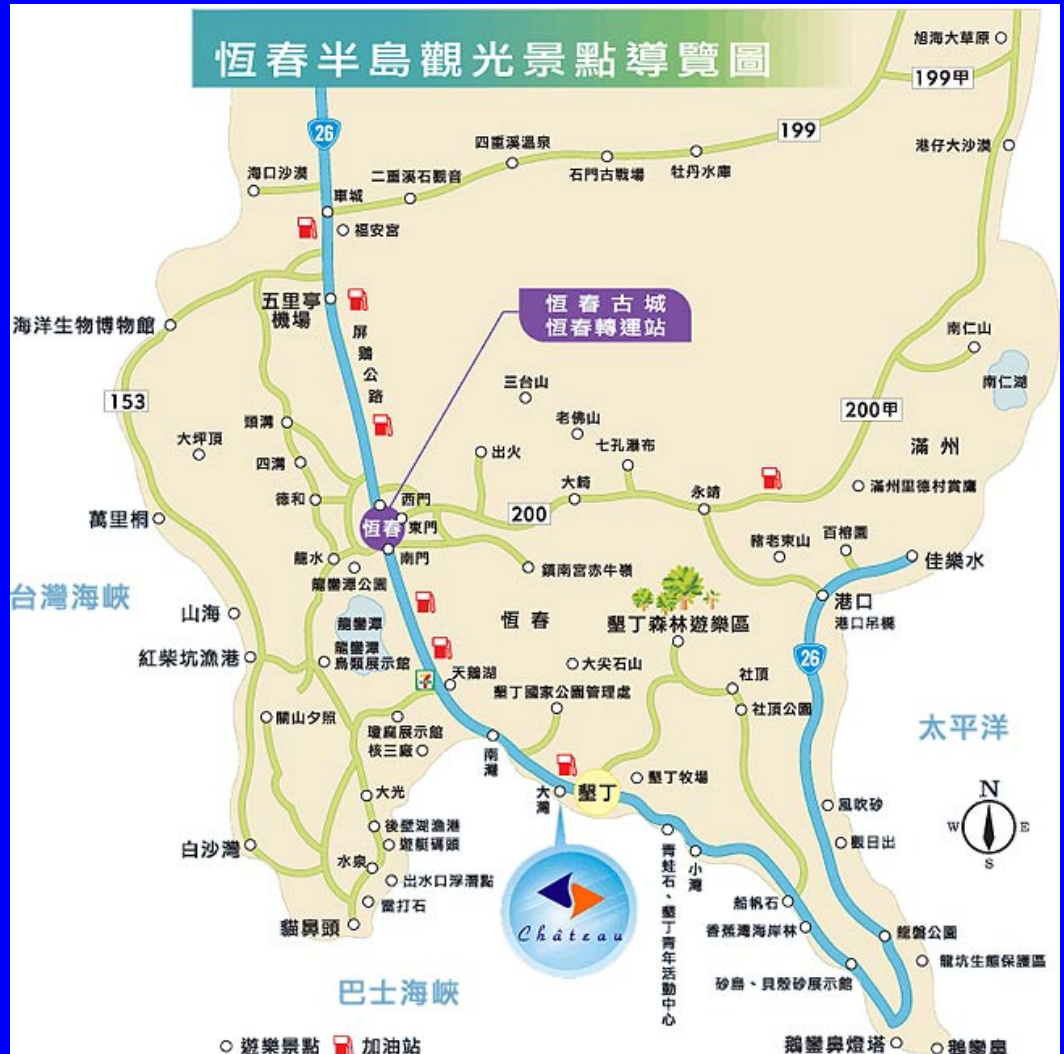 恆春半島觀光景點導覽圖
旭海大草原
199甲
26
199
四重溪溫泉
港仔大沙漠
海口沙漠
二重溪石觀音
石門古戰場
牡丹水庫
車城
福安宮
五里亭
機場
恆春古城
恆春轉運站
海洋生物博物館
屏鵝公路
南仁山
三台山
南仁湖
153
200甲
頭溝
老佛山
大坪頂
出火
七孔瀑布
滿州
四溝
大崎
德和
西門
永靖
滿州里德村賞鷹
萬里桐
恆春
東門
200
豬老東山
百榕園
龍水
南門
佳樂水
龍鑾潭公園
鎮南宮赤牛嶺
台灣海峽
山海
龍鑾潭
恆春
墾丁森林遊樂區
港口
港口吊橋
紅柴坑漁港
龍鑾潭
鳥類展示館
大尖石山
26
天鵝湖
社頂
墾丁國家公園管理處
社頂公園
關山夕照
瓊麻展示館
太平洋
核三廠
南灣
墾丁牧場
大光
大灣
墾丁
N
W
E
S
風吹砂
後壁湖漁港
遊艇碼頭
觀日出
白沙灣
水泉
青蛙石、墾丁青年活動中心
小灣
出水口浮潛點
雷打石
船帆石
貓鼻頭
Château
香蕉灣海岸林
龍磐公園
龍坑生態保護區
巴士海峽
砂島、貝殼砂展示館
遊樂景點
加油站
鵝鑾鼻燈塔
鵝鑾鼻